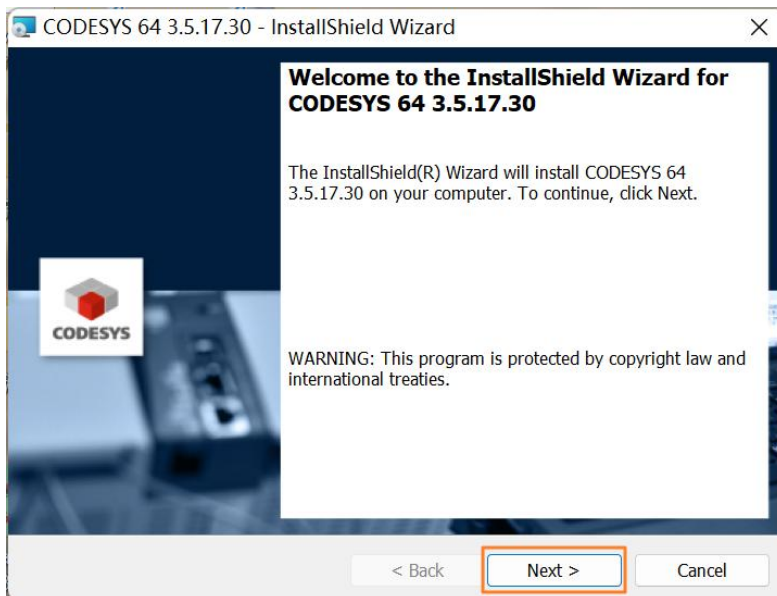 CODESYS 64 3.5.17.30 - InstallShield Wizard
Welcome to the InstallShield Wizard for
CODESYS 64 3.5.17.30
The InstallShield(R) Wizard will install CODESYS 64
3.5.17.30 on your computer. To continue, click Next.
CODESYS
WARNING: This program is protected by copyright law and
international treaties.
< Back
Next >
Cancel